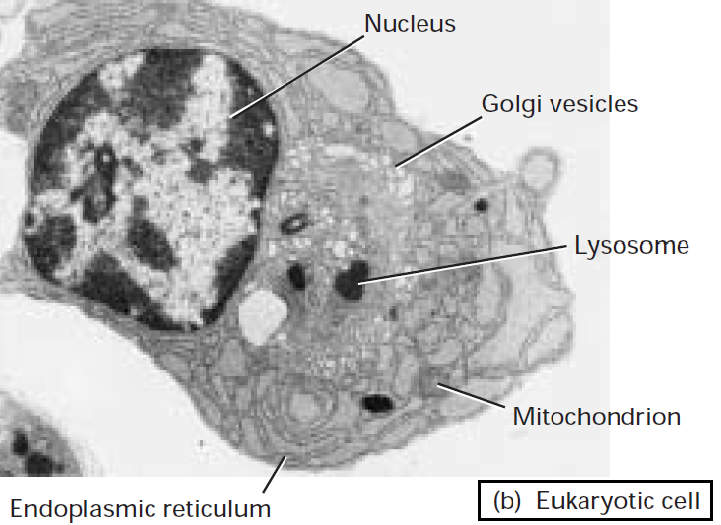 Nucleus
Golgi vesicles
Lysosome
Mitochondrion
Endoplasmic reticulum
(b) Eukaryotic cell